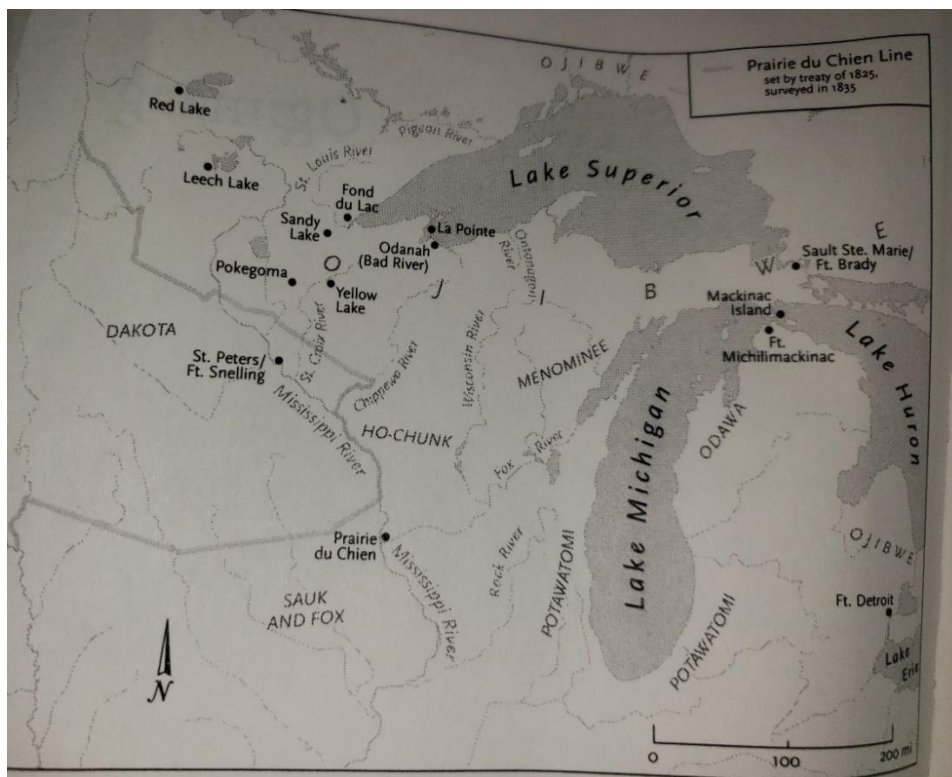 OJIBWE
Prairie du Chien Line
set by treaty of 1825,
surveyed in 1835
Red Lake
Pigeon River
St. Louis River
Leech Lake
Lake Superior
Fond
du Lac
Sandy
Lake
La Pointe
Odanah
(Bad River)
Ontonagon
River
OJIBWE
Sault Ste. Marie/
Ft. Brady
Pokegoma
Yellow
Lake
Mackinac
Island
Ft.
Michilimackinac
DAKOTA
St. Croix River
St. Peters/
Ft. Snelling
Chippewa River
Wisconsin River
MENOMINEE
Lake Huron
Mississippi River
HO-CHUNK
ODAWA
Fox
River
Lake Michigan
Prairie
du Chien
Mississippi River
Rock River
OJIBWE
SAUK
AND FOX
POTAWATOMI
POTAWATOMI
Ft. Detroit
Lake
Erie
N
0 100 200 mi